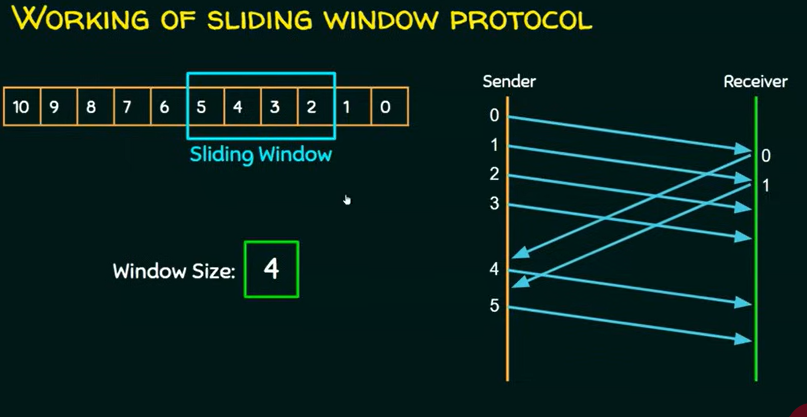 WORKING OF SLIDING WINDOW PROTOCOL
10 9 8 7 6 5 4 3 2 1 0
Sliding Window
Window Size: 4
Sender Receiver
0
1
2
3
4
5
0
1